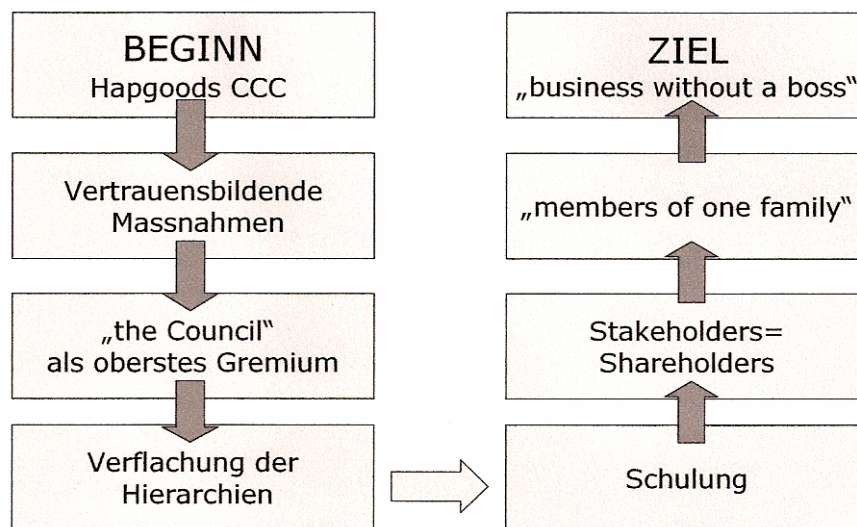 BEGINN
Hapgoods CCC
Vertrauensbildende
Massnahmen
„the Council“
als oberstes Gremium
Verflachung der
Hierarchien
Schulung
Stakeholders=
Shareholders
„members of one family“
ZIEL
„business without a boss“